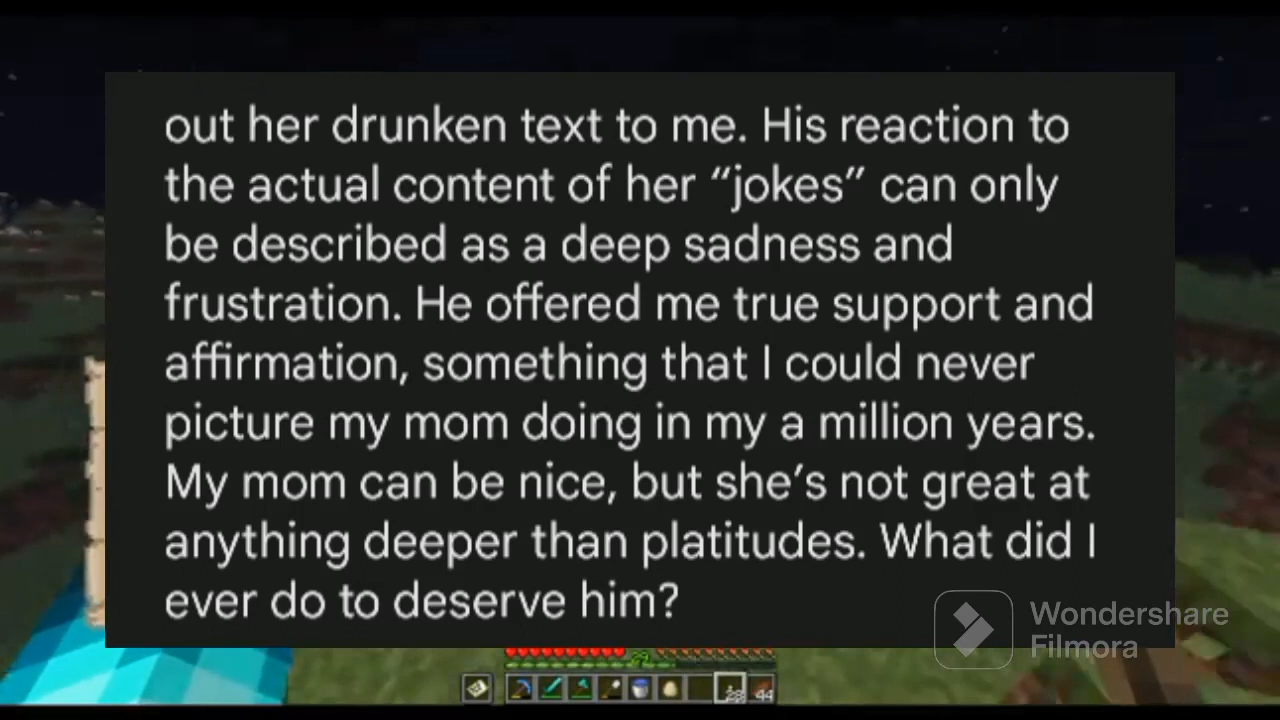 out her drunken text to me. His reaction to
the actual content of her “jokes” can only
be described as a deep sadness and
frustration. He offered me true support and
affirmation, something that I could never
picture my mom doing in my a million years.
My mom can be nice, but she’s not great at
anything deeper than platitudes. What did I
ever do to deserve him?
Wondershare
Filmora
28 44